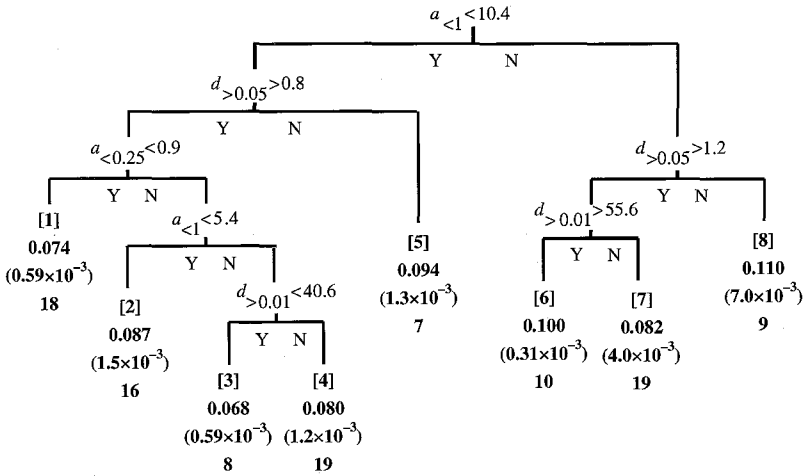 a<1<10.4
Y N
d>0.05>0.8
Y N
a<0.25<0.9
Y N
d>0.05>1.2
Y N
[1]
0.074
(0.59×10⁻³)
18
a<1<5.4
Y N
d>0.01>55.6
Y N
[5]
0.094
(1.3×10⁻³)
7
[8]
0.110
(7.0×10⁻³)
9
[2]
0.087
(1.5×10⁻³)
16
d>0.01<40.6
Y N
[6]
0.100
(0.31×10⁻³)
10
[7]
0.082
(4.0×10⁻³)
19
[3]
0.068
(0.59×10⁻³)
8
[4]
0.080
(1.2×10⁻³)
19